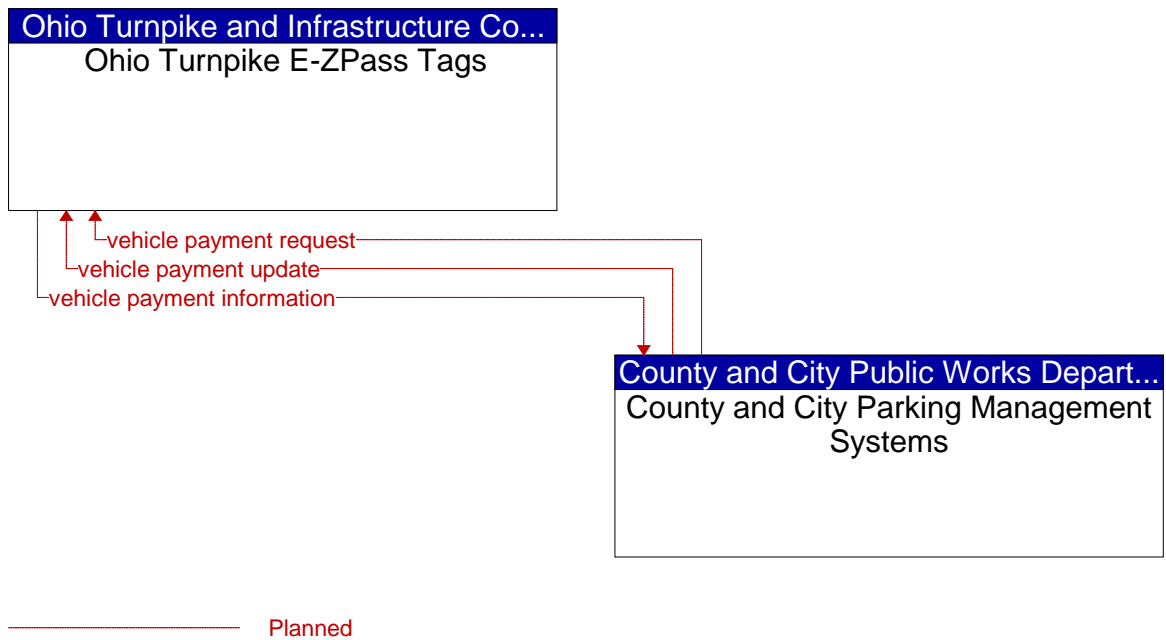 Ohio Turnpike and Infrastructure Co...
Ohio Turnpike E-ZPass Tags
vehicle payment request
vehicle payment update
vehicle payment information
County and City Public Works Depart...
County and City Parking Management
Systems
Planned